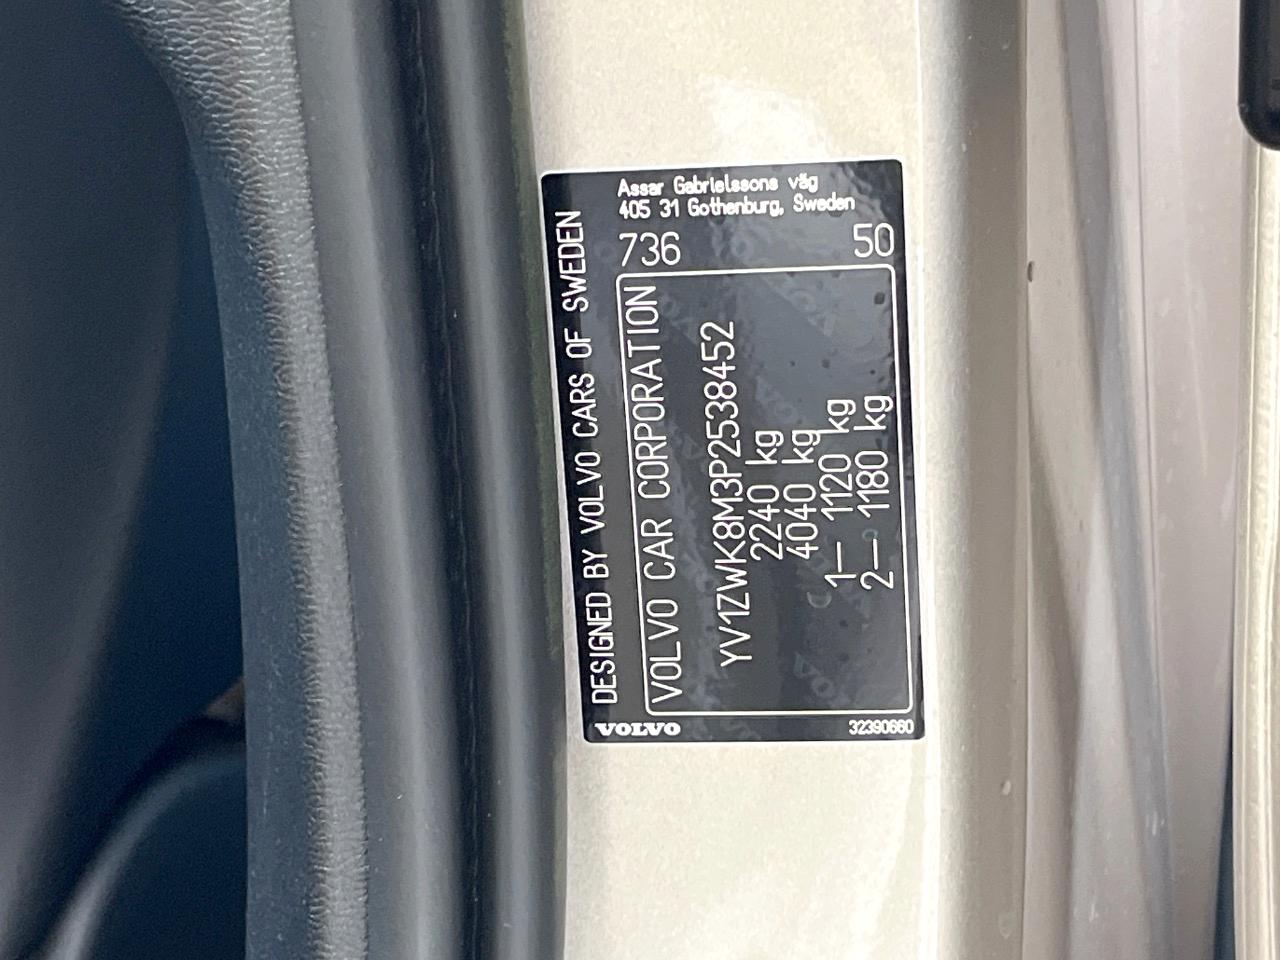 DESIGNED BY VOLVO CARS OF SWEDEN
Assar Gabrielssons väg
405 31 Gothenburg, Sweden
736
50
VOLVO CAR CORPORATION
YV1ZWK8M3P2538452
2240 kg
4040 kg
1— 1120 kg
2— 1180 kg
VOLVO
32390660